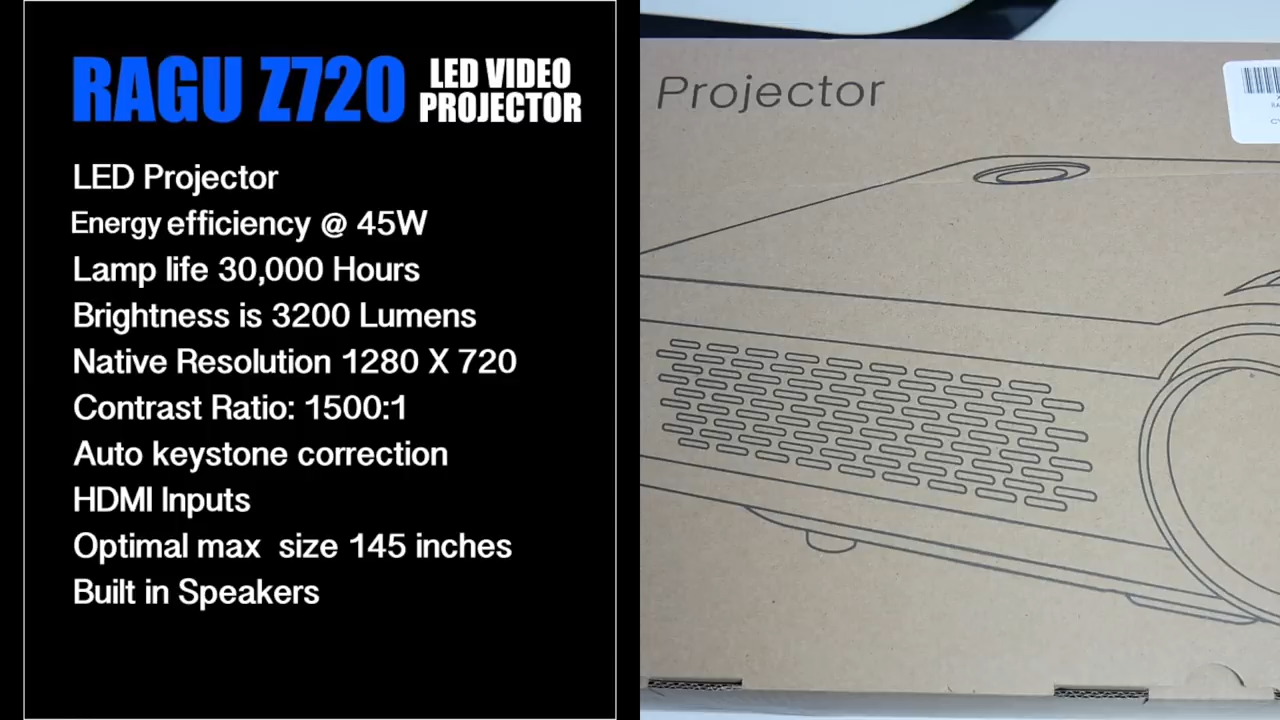 RAGU Z720 LED VIDEO PROJECTOR
LED Projector
Energy efficiency @ 45W
Lamp life 30,000 Hours
Brightness is 3200 Lumens
Native Resolution 1280 X 720
Contrast Ratio: 1500:1
Auto keystone correction
HDMI Inputs
Optimal max size 145 inches
Built in Speakers
Projector